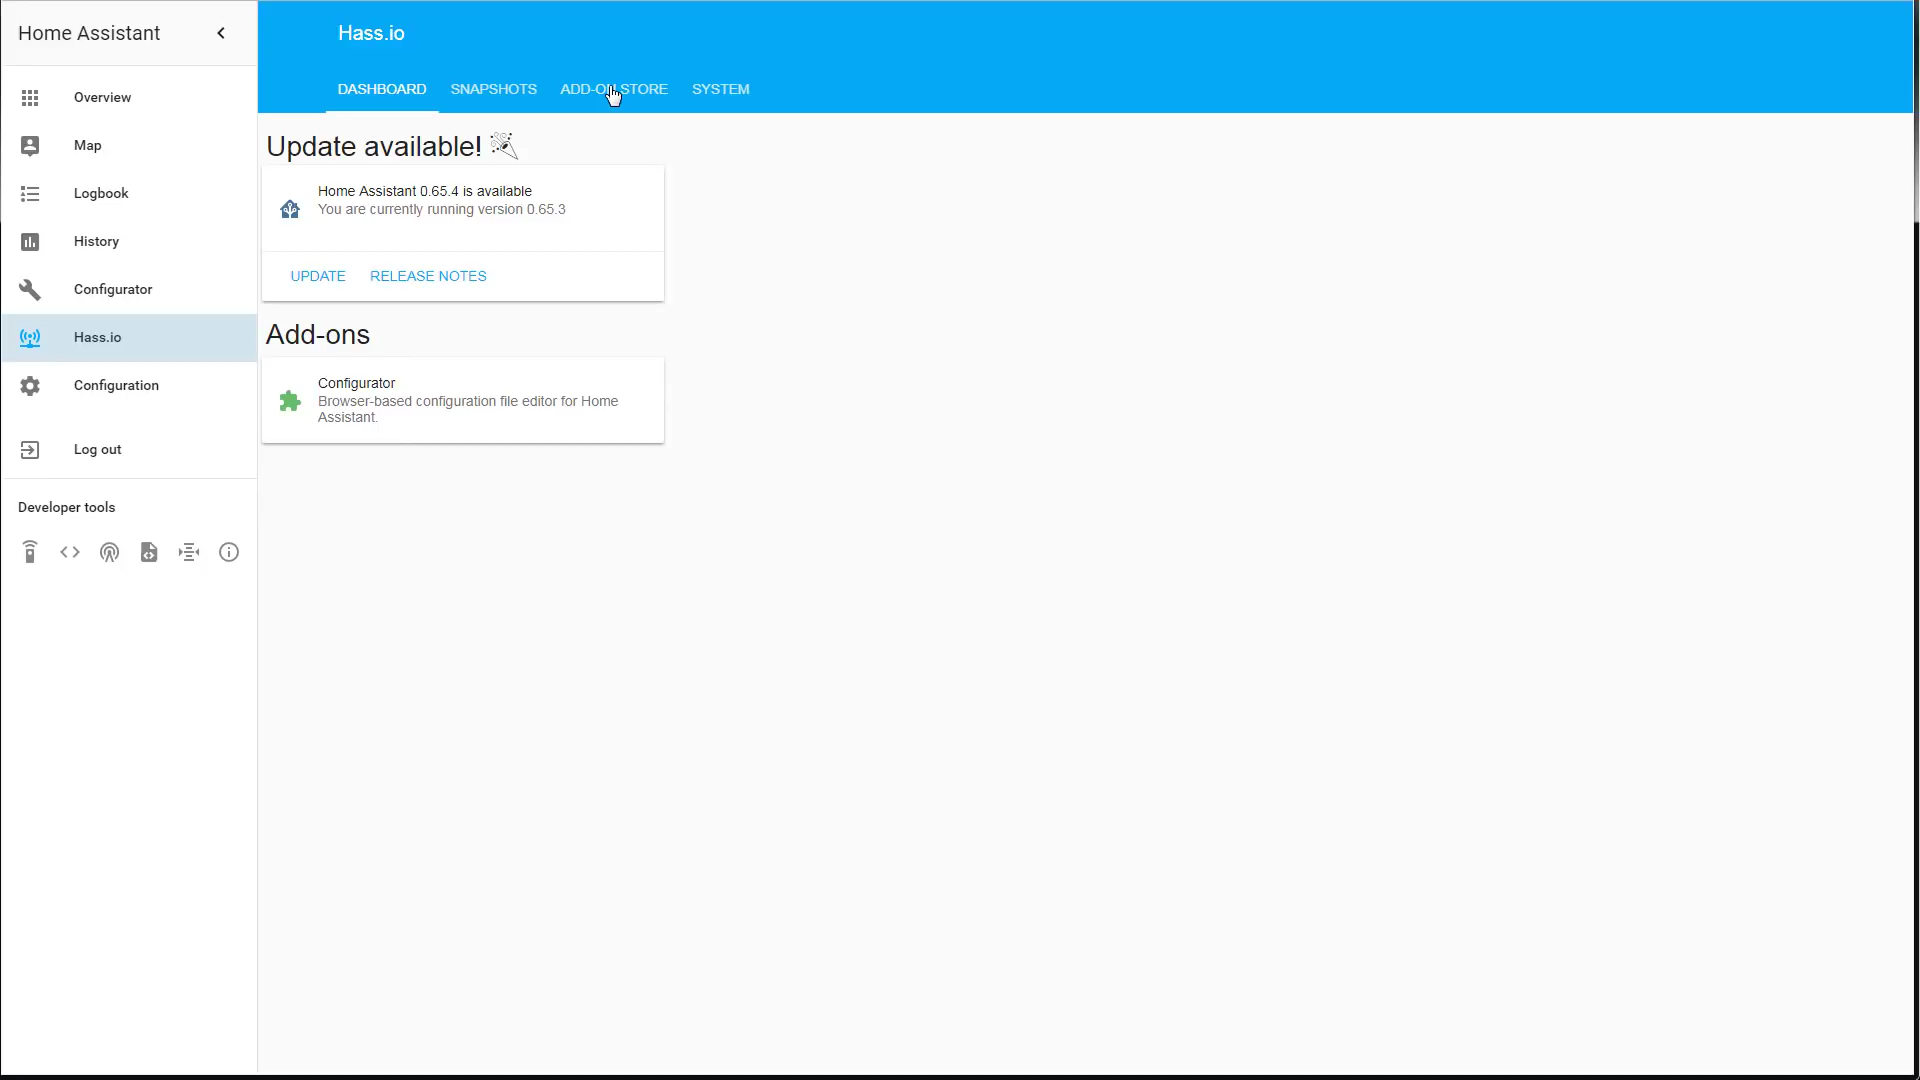 Home Assistant
Hass.io
DASHBOARD SNAPSHOTS ADD-ON STORE SYSTEM
Overview
Map
Logbook
History
Configurator
Hass.io
Configuration
Log out
Developer tools
Update available!
Home Assistant 0.65.4 is available
You are currently running version 0.65.3
UPDATE RELEASE NOTES
Add-ons
Configurator
Browser-based configuration file editor for Home
Assistant.